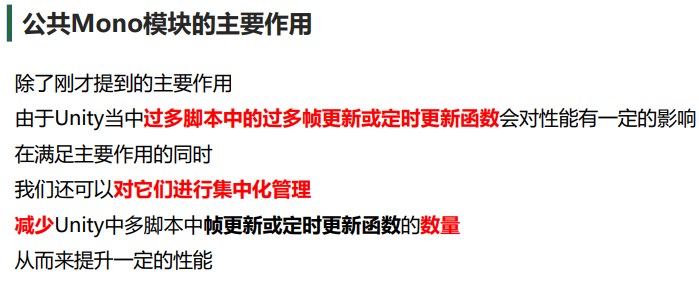 公共Mono模块的主要作用
除了刚才提到的主要作用
由于Unity当中过多脚本中的过多帧更新或定时更新函数会对性能有一定的影响
在满足主要作用的同时
我们还可以对它们进行集中化管理
减少Unity中多脚本中帧更新或定时更新函数的数量
从而来提升一定的性能